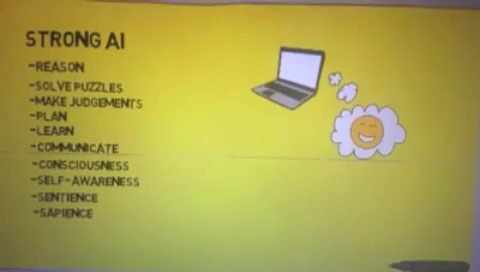 STRONG AI
-REASON
-SOLVE PUZZLES
-MAKE JUDGEMENTS
-PLAN
-LEARN
-COMMUNICATE
-CONSCIOUSNESS
-SELF-AWARENESS
-SENTIENCE
-SAPIENCE